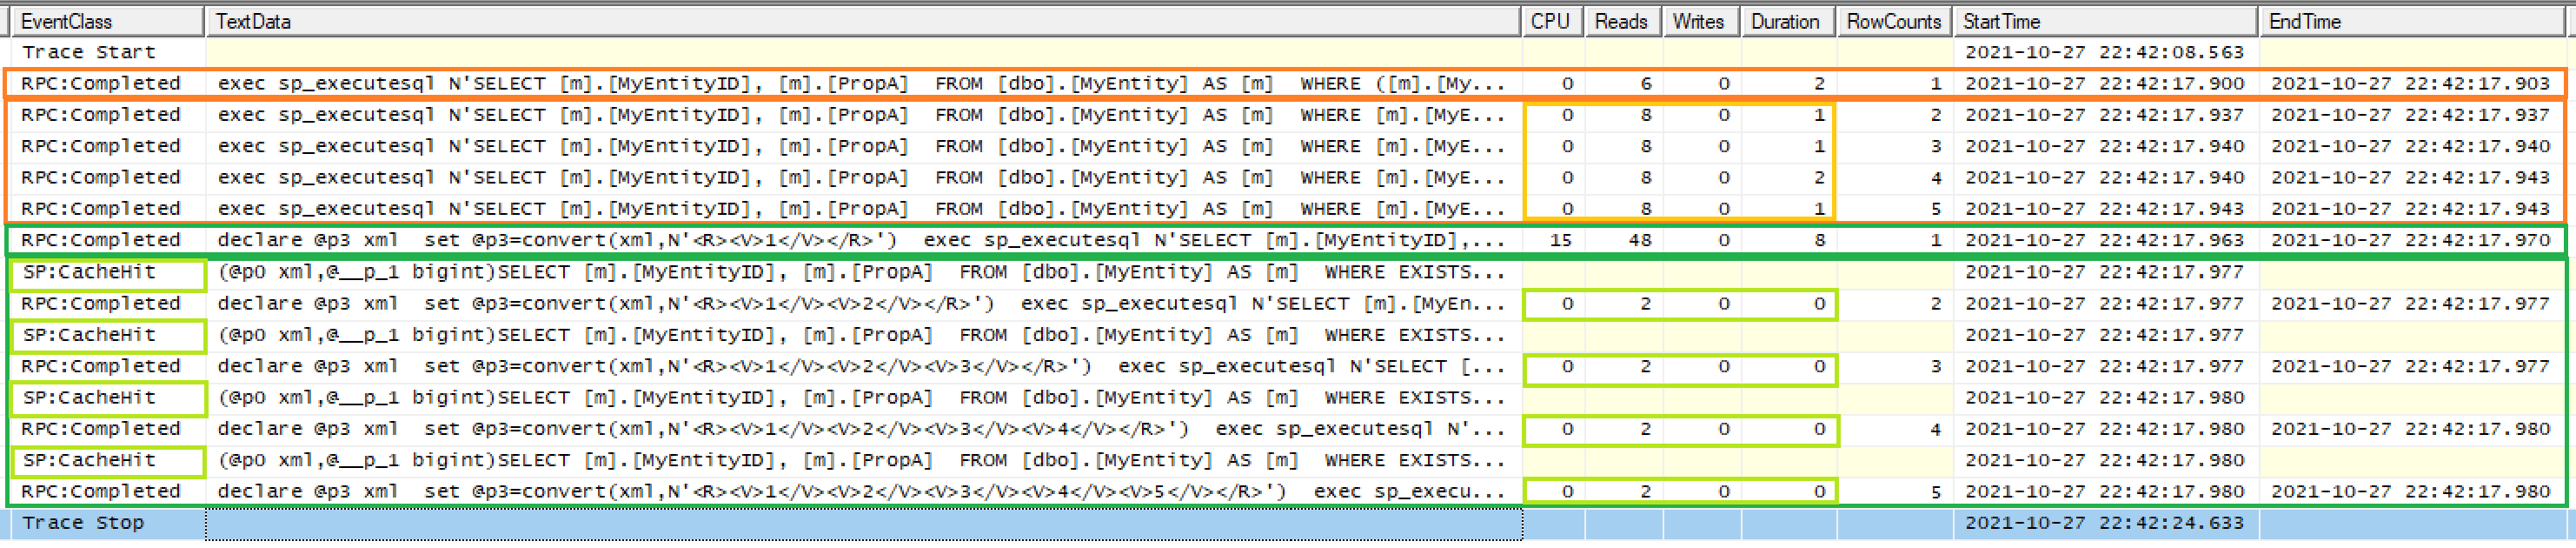 EventClass TextData CPU Reads Writes Duration RowCounts StartTime EndTime
Trace Start 2021-10-27 22:42:08.563
RPC:Completed exec sp_executesql N'SELECT [m].[MyEntityID], [m].[PropA]  FROM [dbo].[MyEntity] AS [m]  WHERE ([m].[My... 0 6 0 2 1 2021-10-27 22:42:17.900 2021-10-27 22:42:17.903
RPC:Completed exec sp_executesql N'SELECT [m].[MyEntityID], [m].[PropA]  FROM [dbo].[MyEntity] AS [m]  WHERE [m].[MyE... 0 8 0 1 2 2021-10-27 22:42:17.937 2021-10-27 22:42:17.937
RPC:Completed exec sp_executesql N'SELECT [m].[MyEntityID], [m].[PropA]  FROM [dbo].[MyEntity] AS [m]  WHERE [m].[MyE... 0 8 0 1 3 2021-10-27 22:42:17.940 2021-10-27 22:42:17.940
RPC:Completed exec sp_executesql N'SELECT [m].[MyEntityID], [m].[PropA]  FROM [dbo].[MyEntity] AS [m]  WHERE [m].[MyE... 0 8 0 2 4 2021-10-27 22:42:17.940 2021-10-27 22:42:17.943
RPC:Completed exec sp_executesql N'SELECT [m].[MyEntityID], [m].[PropA]  FROM [dbo].[MyEntity] AS [m]  WHERE [m].[MyE... 0 8 0 1 5 2021-10-27 22:42:17.943 2021-10-27 22:42:17.943
RPC:Completed declare @p3 xml  set @p3=convert(xml,N'<R><V>1</V></R>')  exec sp_executesql N'SELECT [m].[MyEntityID],... 15 48 0 8 1 2021-10-27 22:42:17.963 2021-10-27 22:42:17.970
SP:CacheHit (@p0 xml,@__p_1 bigint)SELECT [m].[MyEntityID], [m].[PropA]  FROM [dbo].[MyEntity] AS [m]  WHERE EXISTS... 2021-10-27 22:42:17.977
RPC:Completed declare @p3 xml  set @p3=convert(xml,N'<R><V>1</V><V>2</V></R>')  exec sp_executesql N'SELECT [m].[MyEn... 0 2 0 0 2 2021-10-27 22:42:17.977 2021-10-27 22:42:17.977
SP:CacheHit (@p0 xml,@__p_1 bigint)SELECT [m].[MyEntityID], [m].[PropA]  FROM [dbo].[MyEntity] AS [m]  WHERE EXISTS... 2021-10-27 22:42:17.977
RPC:Completed declare @p3 xml  set @p3=convert(xml,N'<R><V>1</V><V>2</V><V>3</V></R>')  exec sp_executesql N'SELECT [... 0 2 0 0 3 2021-10-27 22:42:17.977 2021-10-27 22:42:17.977
SP:CacheHit (@p0 xml,@__p_1 bigint)SELECT [m].[MyEntityID], [m].[PropA]  FROM [dbo].[MyEntity] AS [m]  WHERE EXISTS... 2021-10-27 22:42:17.980
RPC:Completed declare @p3 xml  set @p3=convert(xml,N'<R><V>1</V><V>2</V><V>3</V><V>4</V></R>')  exec sp_executesql N'... 0 2 0 0 4 2021-10-27 22:42:17.980 2021-10-27 22:42:17.980
SP:CacheHit (@p0 xml,@__p_1 bigint)SELECT [m].[MyEntityID], [m].[PropA]  FROM [dbo].[MyEntity] AS [m]  WHERE EXISTS... 2021-10-27 22:42:17.980
RPC:Completed declare @p3 xml  set @p3=convert(xml,N'<R><V>1</V><V>2</V><V>3</V><V>4</V><V>5</V></R>')  exec sp_execu... 0 2 0 0 5 2021-10-27 22:42:17.980 2021-10-27 22:42:17.980
Trace Stop 2021-10-27 22:42:24.633